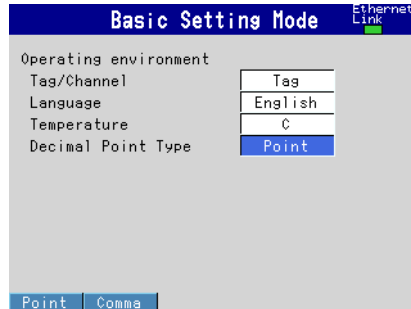 Basic Setting Mode
Ethernet
Link
Operating environment
Tag/Channel Tag
Language English
Temperature C
Decimal Point Type Point
Point Comma